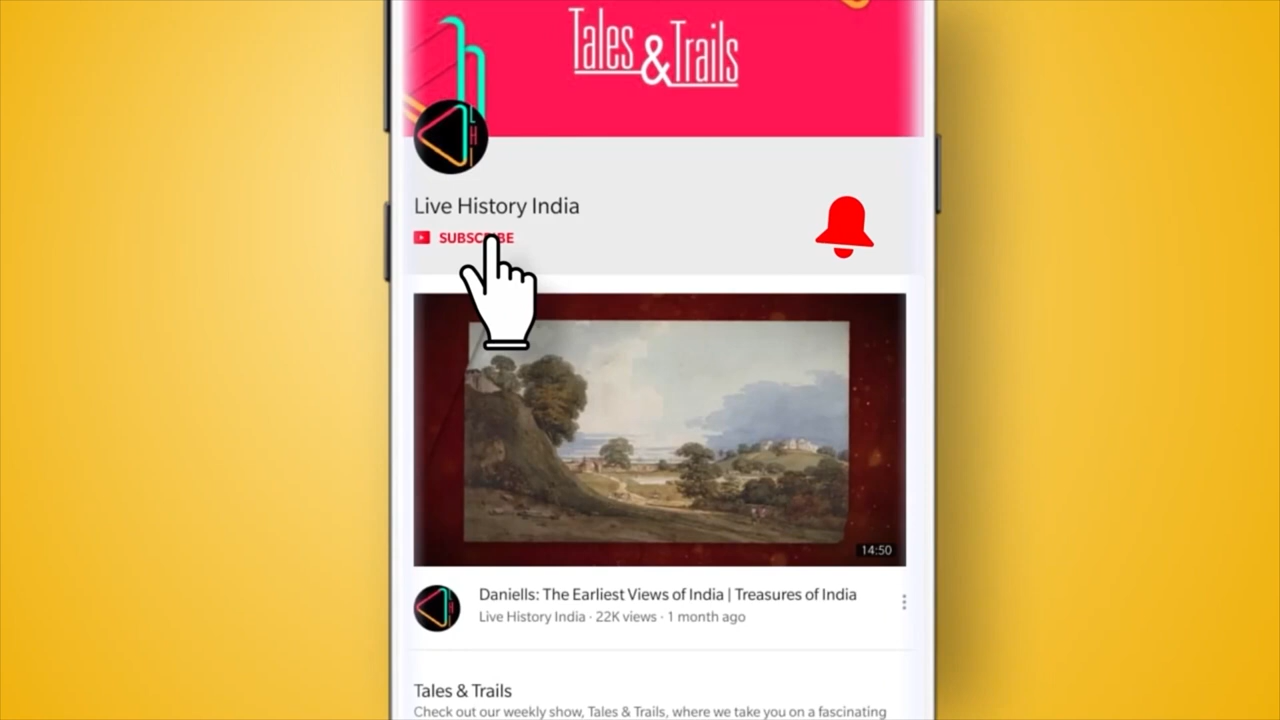 Tales & Trails
LHI
Live History India
SUBSCRIBE
14:50
Daniells: The Earliest Views of India | Treasures of India
LHI
Live History India · 22K views · 1 month ago
Tales & Trails
Check out our weekly show, Tales & Trails, where we take you on a fascinating